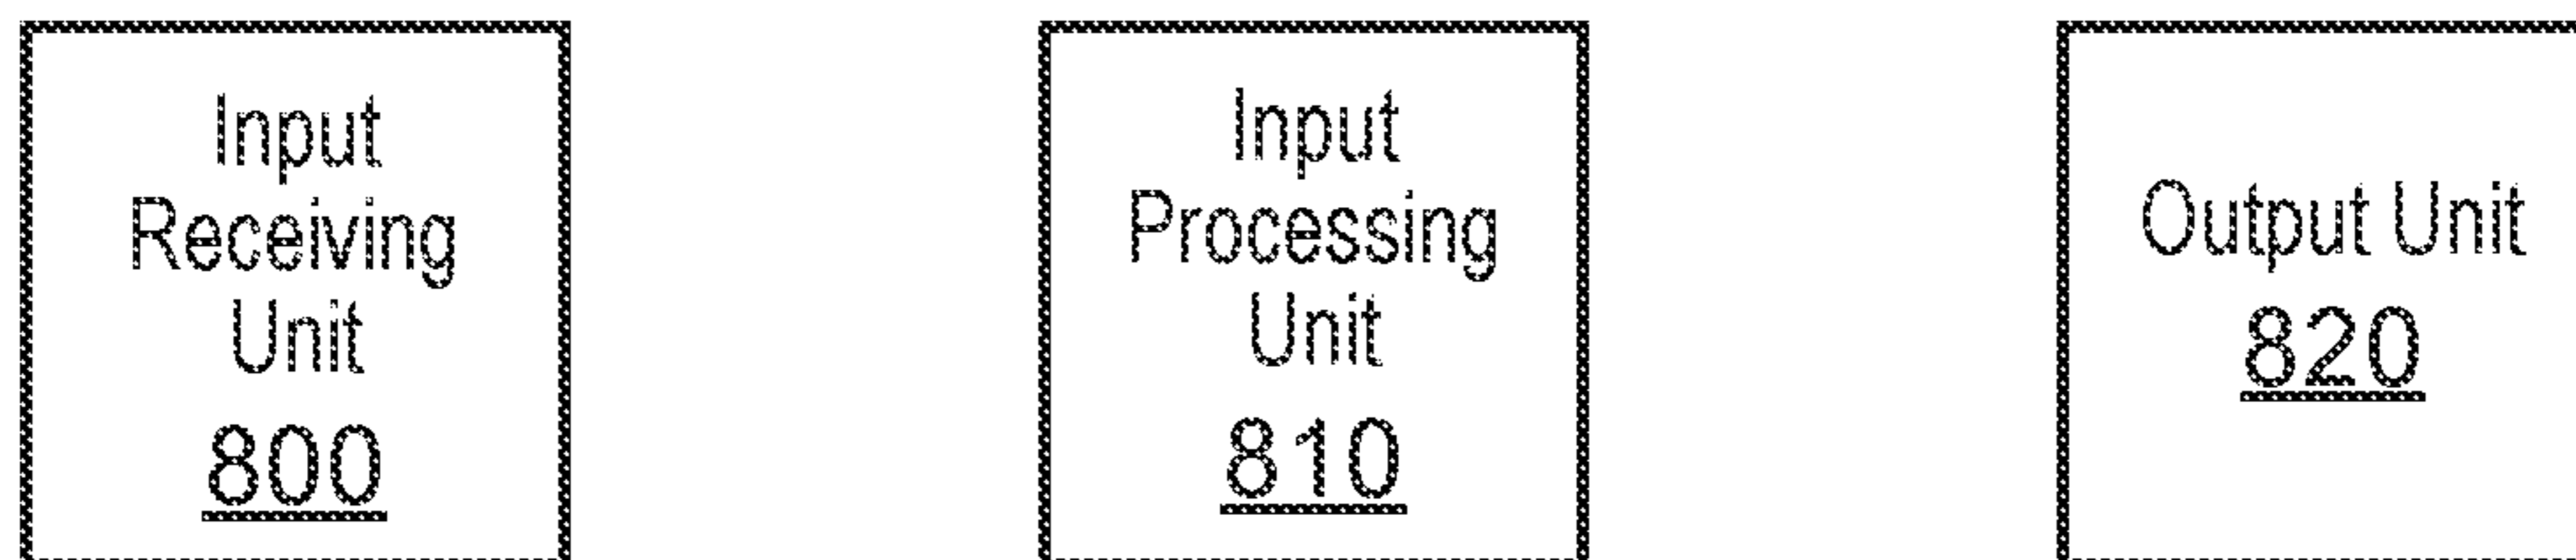 Input
Receiving
Unit
800
Input
Processing
Unit
810
Output Unit
820